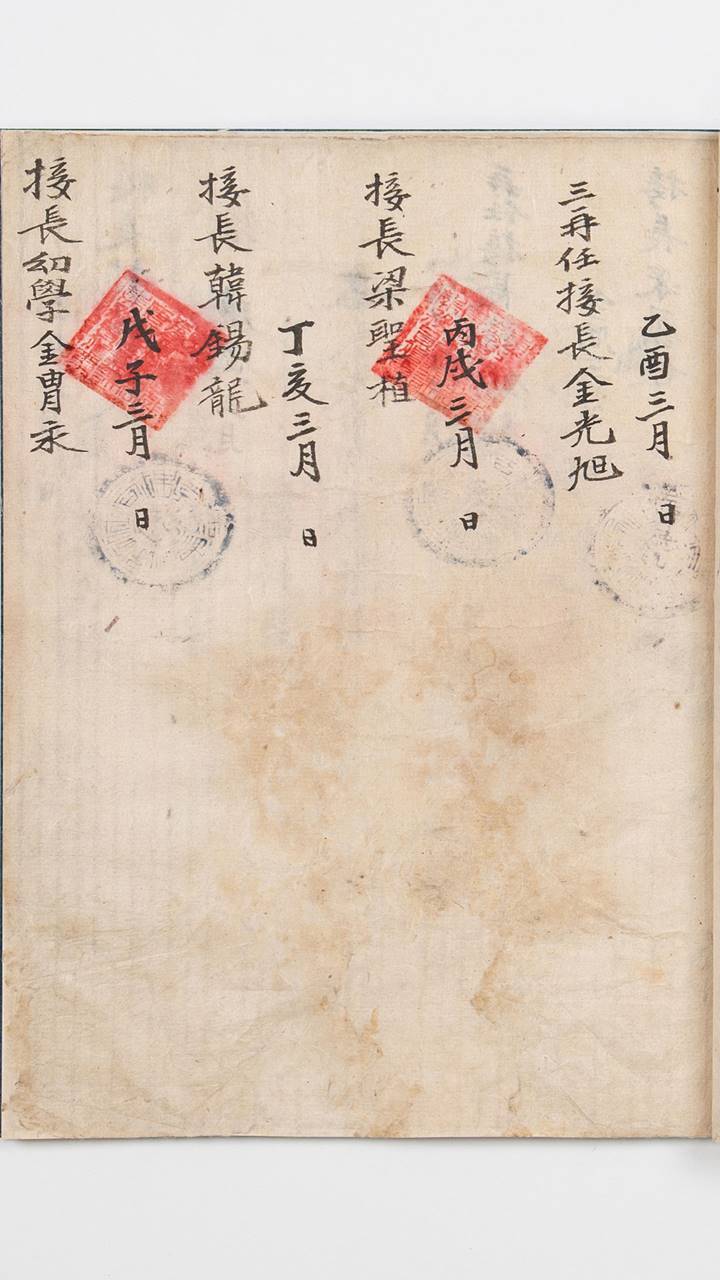 乙酉三月 日
三再任接長金光旭
丙戌三月 日
接長梁聖植
丁亥三月 日
接長韓錫龍
戊子三月 日
接長幼學金胄永